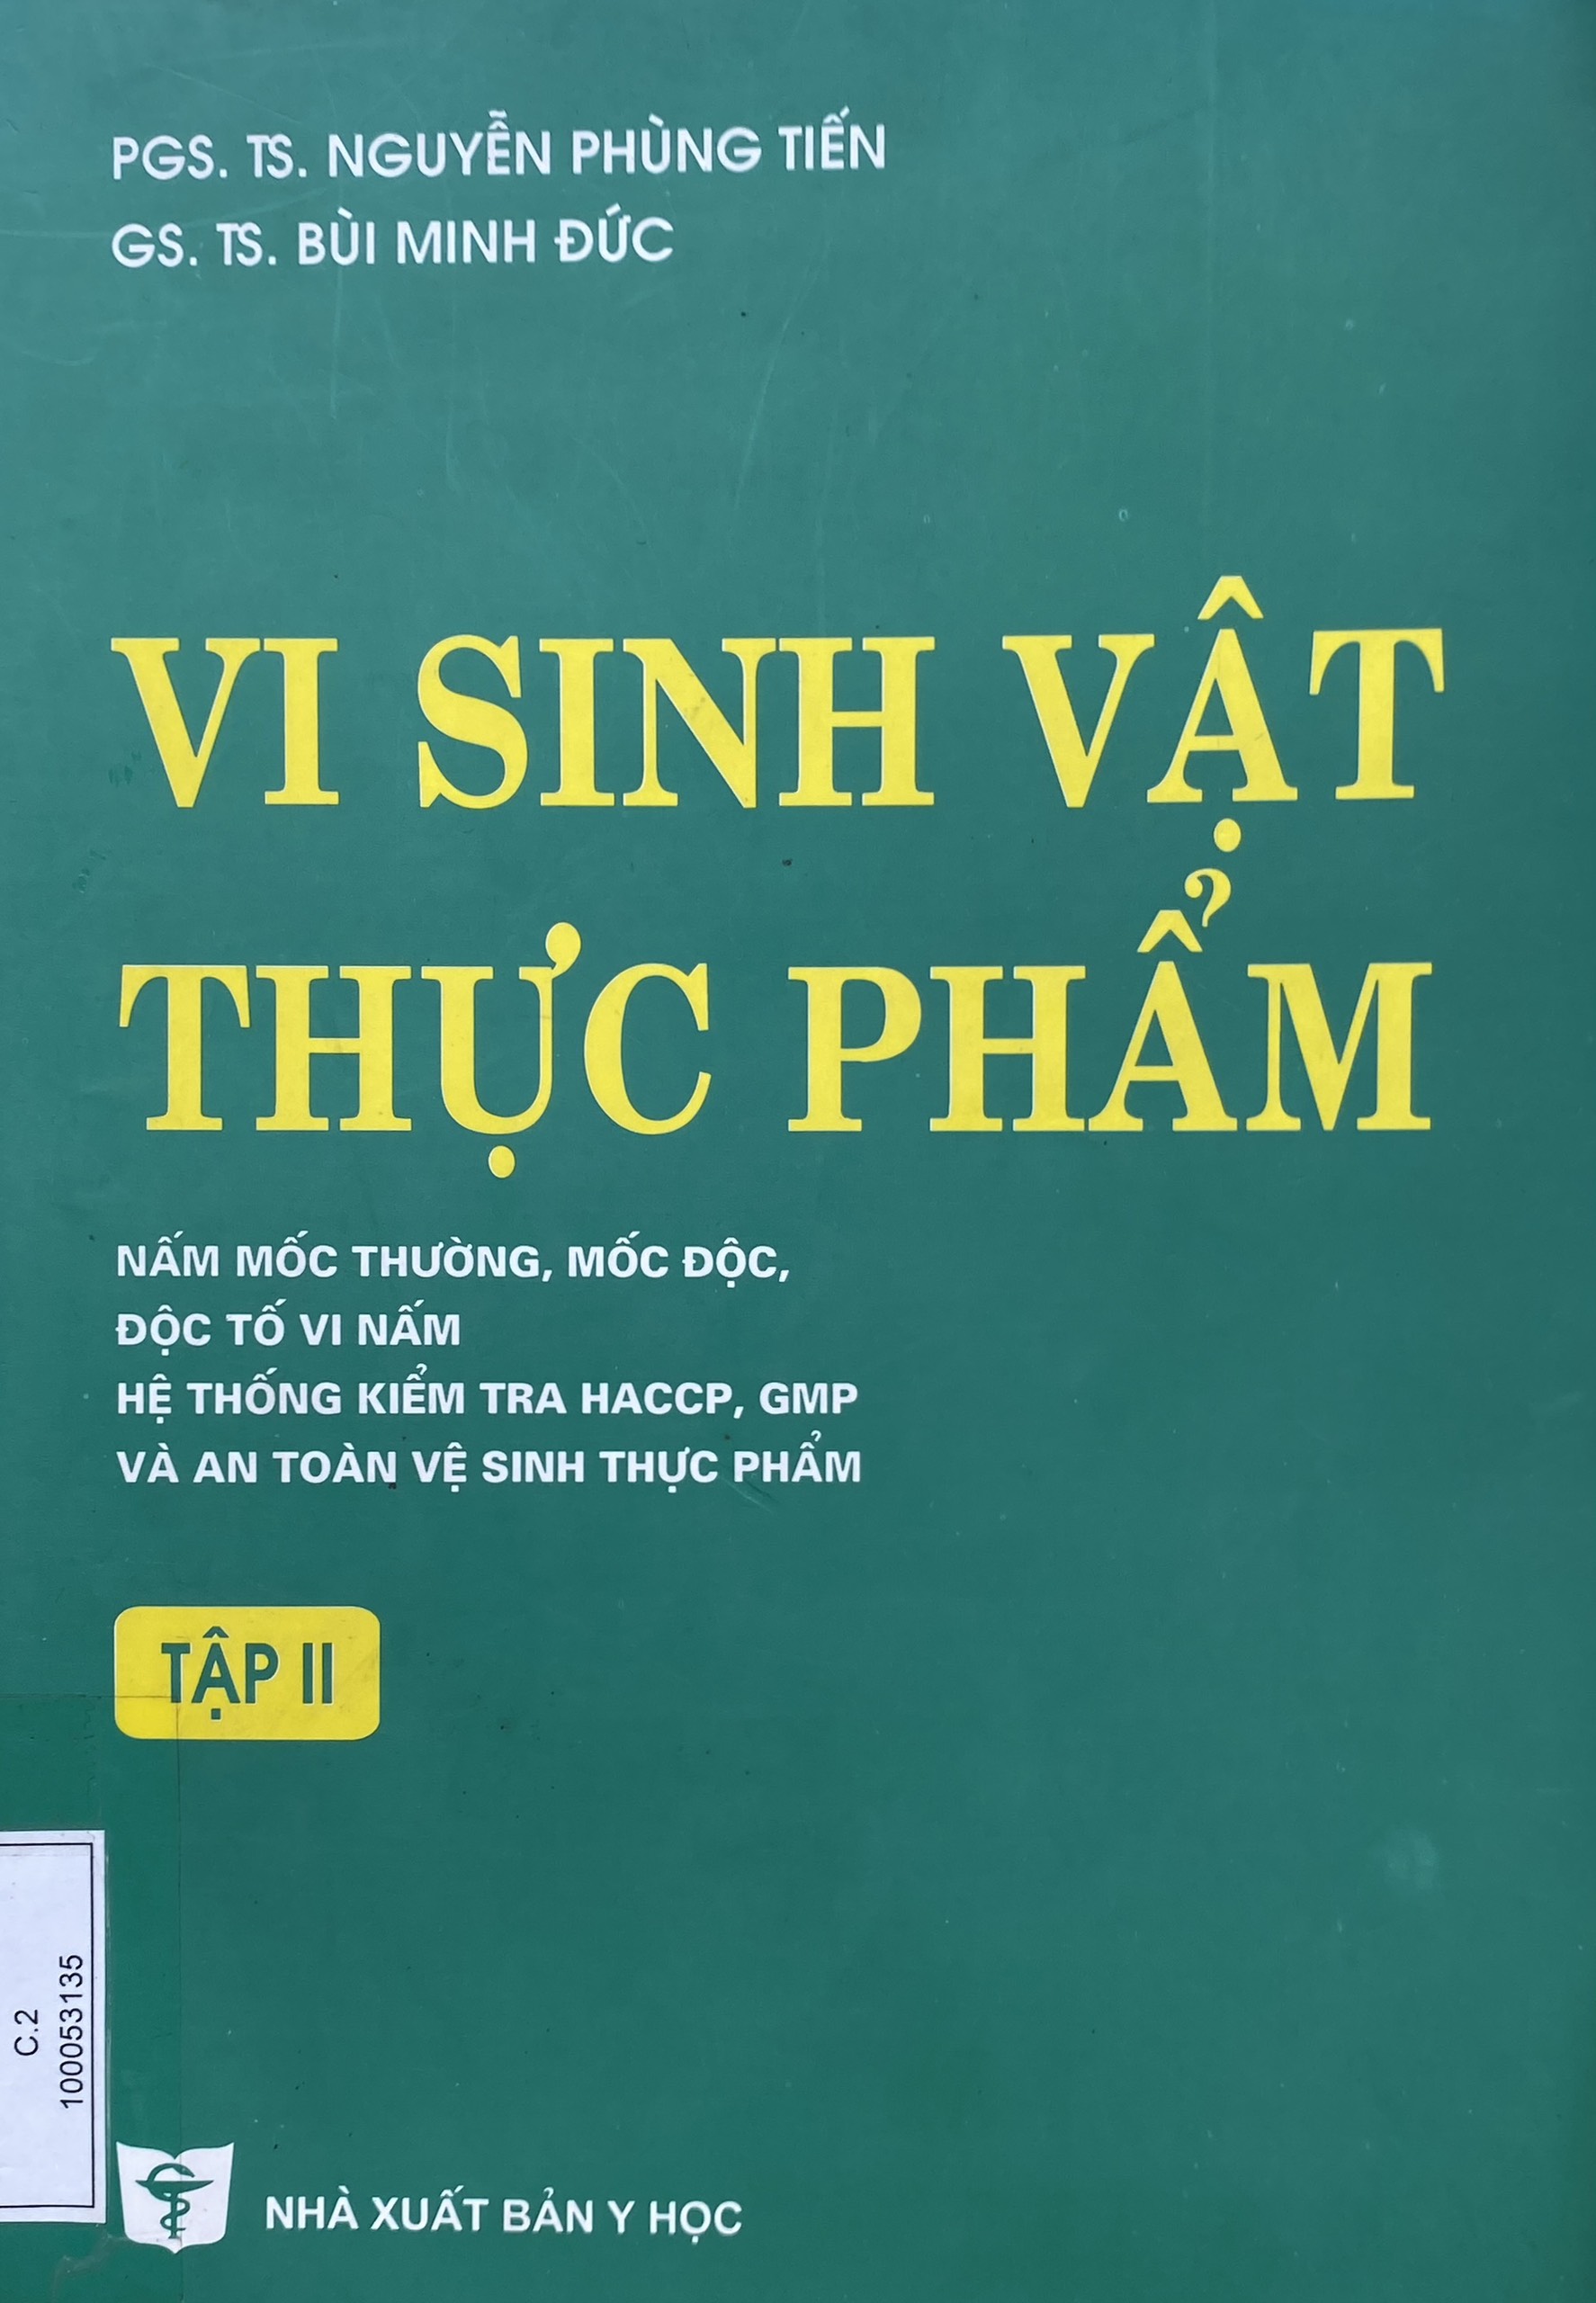 PGS. TS. NGUYỄN PHÙNG TIẾN
GS. TS. BÙI MINH ĐỨC
VI SINH VẬT
THỰC PHẨM
NẤM MỐC THƯỜNG, MỐC ĐỘC,
ĐỘC TỐ VI NẤM
HỆ THỐNG KIỂM TRA HACCP, GMP
VÀ AN TOÀN VỆ SINH THỰC PHẨM
TẬP II
C.2
100053135
NHÀ XUẤT BẢN Y HỌC